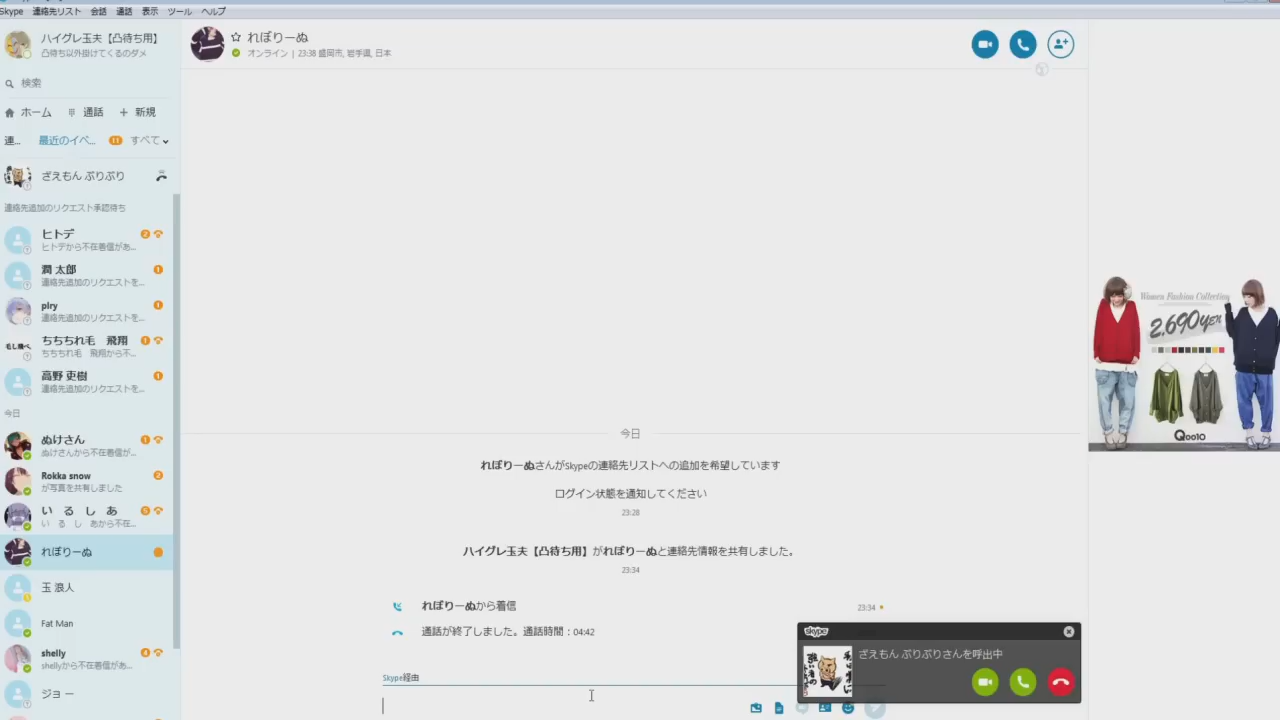 Skype 連絡先リスト 会話 通話 表示 ツール ヘルプ
ハイグレ玉夫【凸待ち用】
凸待ち以外掛けてくるのダメ
検索
ホーム 通話 新規
連... 最近のイベ... 11 すべて
ざえもん ぷりぷり
連絡先追加のリクエスト承認待ち
ヒトデ 2
ヒトデから不在着信があ...
潤 太郎 1
連絡先追加のリクエストを...
plry 1
連絡先追加のリクエストを...
ちちちれ毛 飛翔 1
ちちちれ毛 飛翔から不...
高野 吏樹 1
連絡先追加のリクエストを...
今日
ぬけさん 1
ぬけさんから不在着信が...
Rokka snow 2
が写真を共有しました
い る し あ 5
い る し あから不在...
れぽりーぬ
玉 浪人
Fat Man
shelly 4
shellyから不在着信があ...
ジョ ー
れぽりーぬ
オンライン | 23:38 盛岡市, 岩手県, 日本
今日
れぽりーぬさんがSkypeの連絡先リストへの追加を希望しています
ログイン状態を通知してください
23:28
ハイグレ玉夫【凸待ち用】がれぽりーぬと連絡先情報を共有しました。
23:34
れぽりーぬから着信 23:34
通話が終了しました。通話時間：04:42
Skype経由
skype
ざえもん ぷりぷりさんを呼出中
Women Fashion Collection
2,690YEN
Qoo10